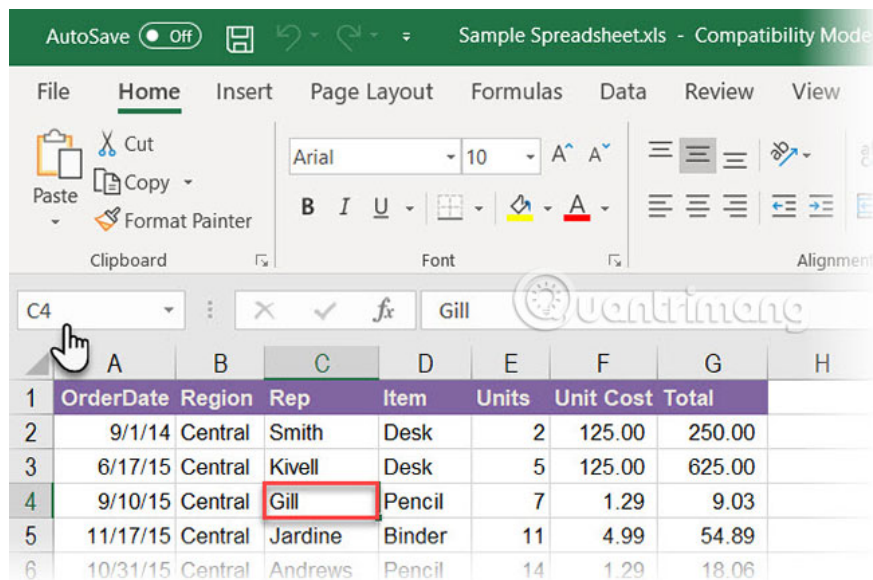 AutoSave Off Sample Spreadsheet.xls - Compatibility Mode
File Home Insert Page Layout Formulas Data Review View
Cut
Copy
Paste
Format Painter
Arial 10 A A
B I U A
Clipboard Font Alignment
C4 fx Gill
Quantrimang
A B C D E F G H
1 OrderDate Region Rep Item Units Unit Cost Total
2 9/1/14 Central Smith Desk 2 125.00 250.00
3 6/17/15 Central Kivell Desk 5 125.00 625.00
4 9/10/15 Central Gill Pencil 7 1.29 9.03
5 11/17/15 Central Jardine Binder 11 4.99 54.89
6 10/31/15 Central Andrews Pencil 14 1.29 18.06